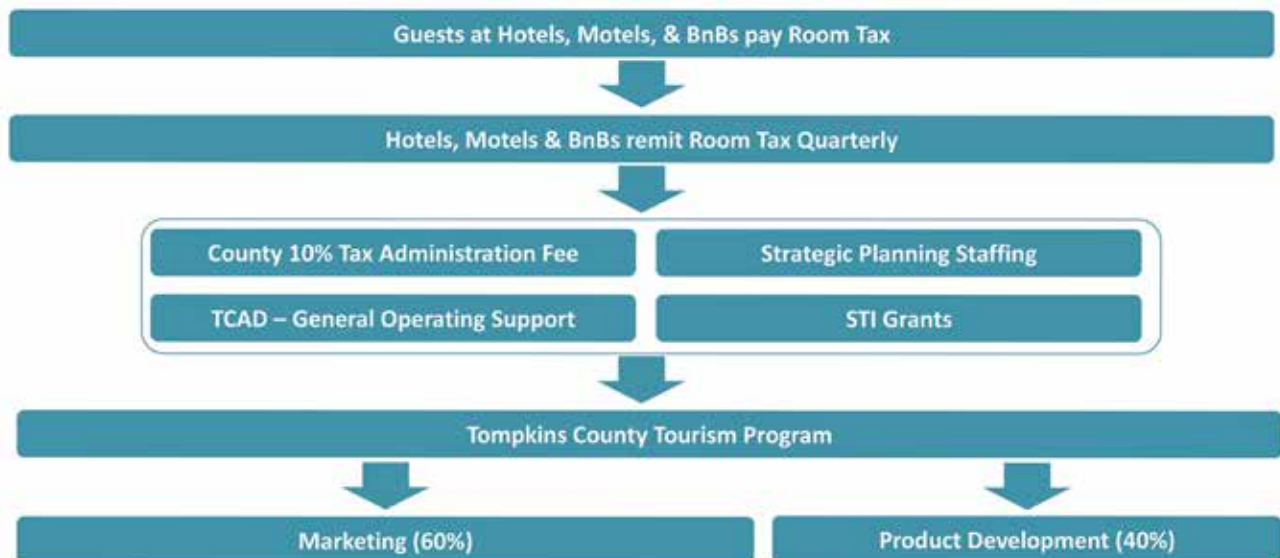 Guests at Hotels, Motels, & BnBs pay Room Tax
Hotels, Motels & BnBs remit Room Tax Quarterly
County 10% Tax Administration Fee
Strategic Planning Staffing
TCAD – General Operating Support
STI Grants
Tompkins County Tourism Program
Marketing (60%)
Product Development (40%)